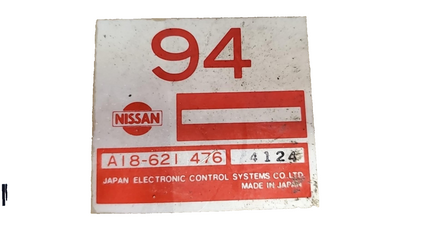 94
NISSAN
A18-621 476 4124
JAPAN ELECTRONIC CONTROL SYSTEMS CO.LTD
MADE IN JAPAN